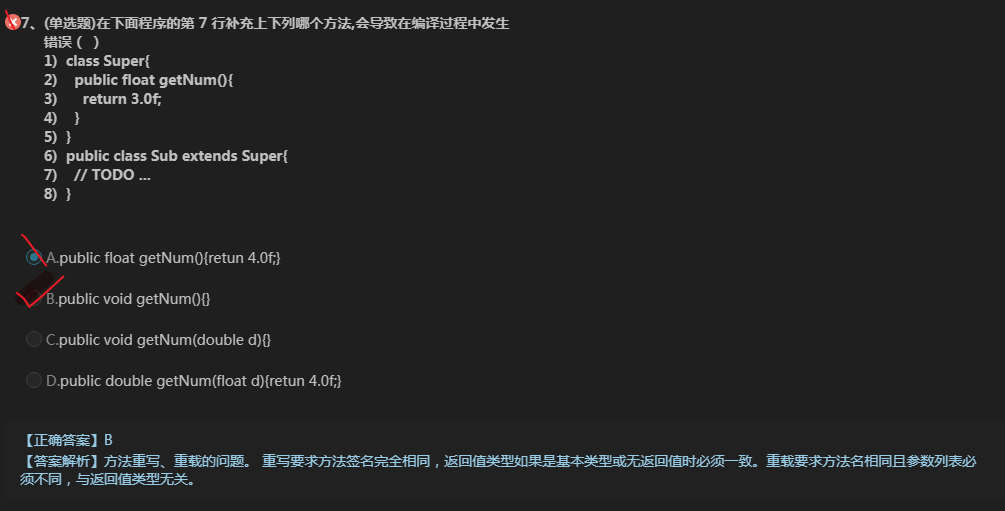 7、(单选题)在下面程序的第 7 行补充上下列哪个方法,会导致在编译过程中发生
错误（ ）
1) class Super{
2) public float getNum(){
3) return 3.0f;
4) }
5) }
6) public class Sub extends Super{
7) // TODO ...
8) }
A.public float getNum(){retun 4.0f;}
B.public void getNum(){}
C.public void getNum(double d){}
D.public double getNum(float d){retun 4.0f;}
【正确答案】B
【答案解析】方法重写、重载的问题。 重写要求方法签名完全相同，返回值类型如果是基本类型或无返回值时必须一致。重载要求方法名相同且参数列表必
须不同，与返回值类型无关。